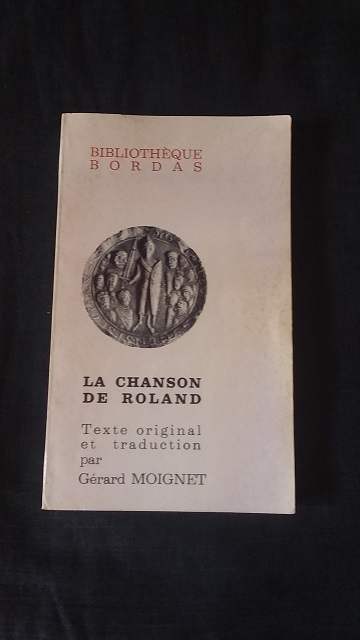 BIBLIOTHÈQUE
BORDAS
LA CHANSON
DE ROLAND
Texte original
et traduction
par
Gérard MOIGNET